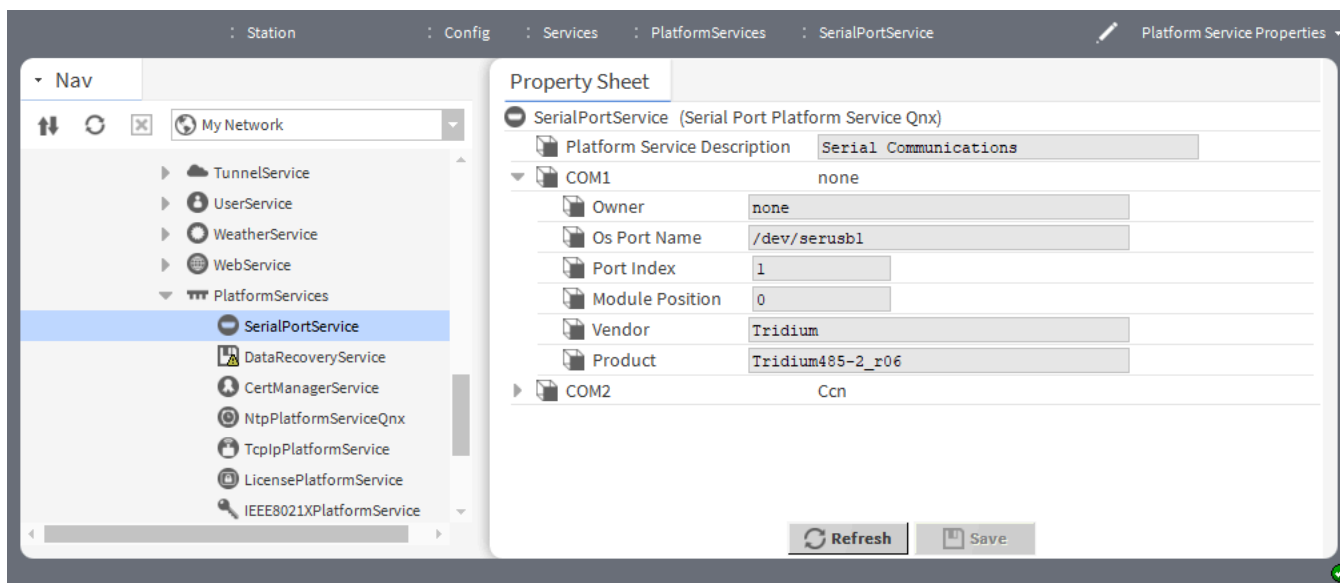 : Station : Config : Services : PlatformServices : SerialPortService Platform Service Properties
Nav
My Network
TunnelService
UserService
WeatherService
WebService
PlatformServices
SerialPortService
DataRecoveryService
CertManagerService
NtpPlatformServiceQnx
TcpIpPlatformService
LicensePlatformService
IEEE8021XPlatformService
Property Sheet
SerialPortService (Serial Port Platform Service Qnx)
Platform Service Description Serial Communications
COM1 none
Owner none
Os Port Name /dev/serusb1
Port Index 1
Module Position 0
Vendor Tridium
Product Tridium485-2_r06
COM2 Ccn
Refresh Save